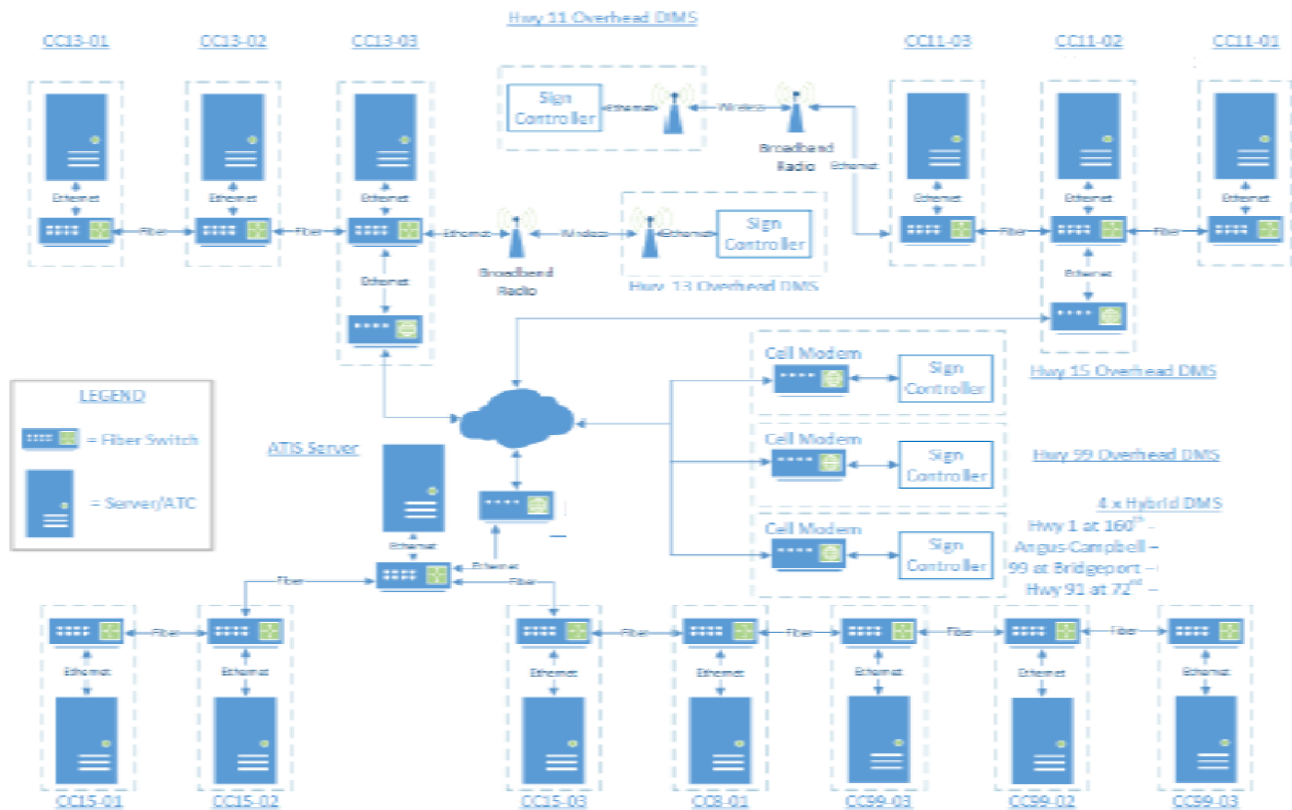 Hwy 11 Overhead DMS
CC13-01
CC13-02
CC13-03
CC11-03
CC11-02
CC11-01
Sign
Controller
Ethernet
Wireless
Broadband
Radio
Ethernet
Ethernet
Ethernet
Ethernet
Ethernet
Ethernet
Ethernet
Fiber
Fiber
Ethernet
Wireless
Ethernet
Sign
Controller
Fiber
Fiber
Broadband
Radio
Hwy 13 Overhead DMS
Ethernet
Ethernet
Cell Modem
Sign
Controller
Hwy 15 Overhead DMS
LEGEND
= Fiber Switch
= Server/ATC
ATIS Server
Cell Modem
Sign
Controller
Hwy 99 Overhead DMS
4 x Hybrid DMS
Hwy 1 at 160th –
Angus-Campbell –
99 at Bridgeport –
Hwy 91 at 72nd –
Cell Modem
Sign
Controller
Ethernet
Ethernet
Fiber
Fiber
Fiber
Fiber
Fiber
Fiber
Fiber
Ethernet
Ethernet
Ethernet
Ethernet
Ethernet
Ethernet
Ethernet
CC15-01
CC15-02
CC15-03
CC8-01
CC99-03
CC99-02
CC99-03